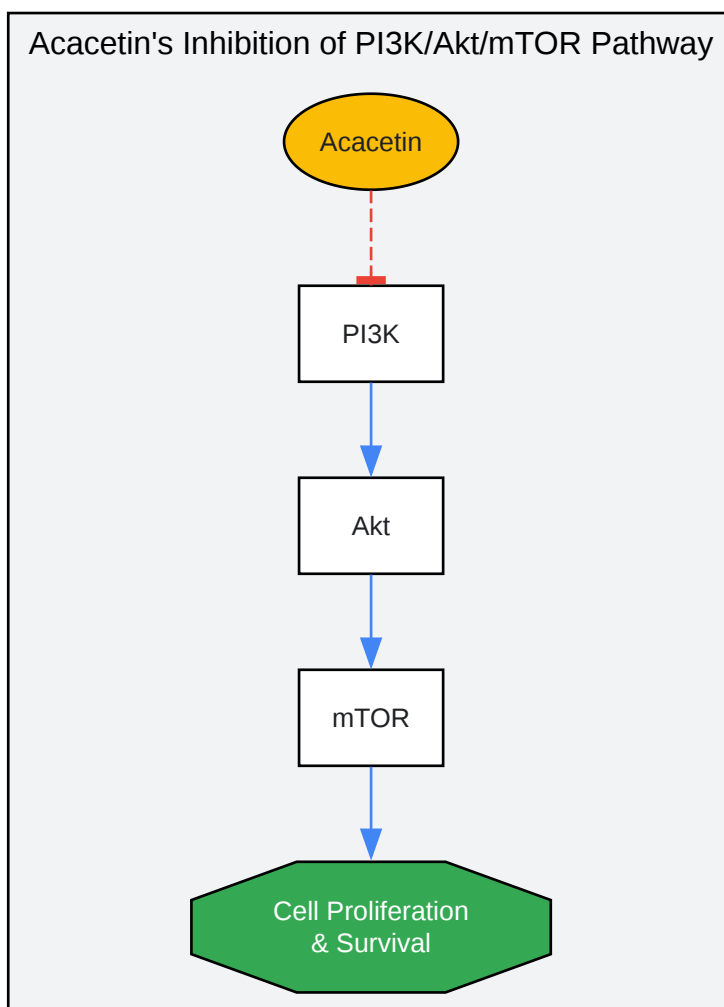 Acacetin's Inhibition of PI3K/Akt/mTOR Pathway
Acacetin
PI3K
Akt
mTOR
Cell Proliferation
& Survival